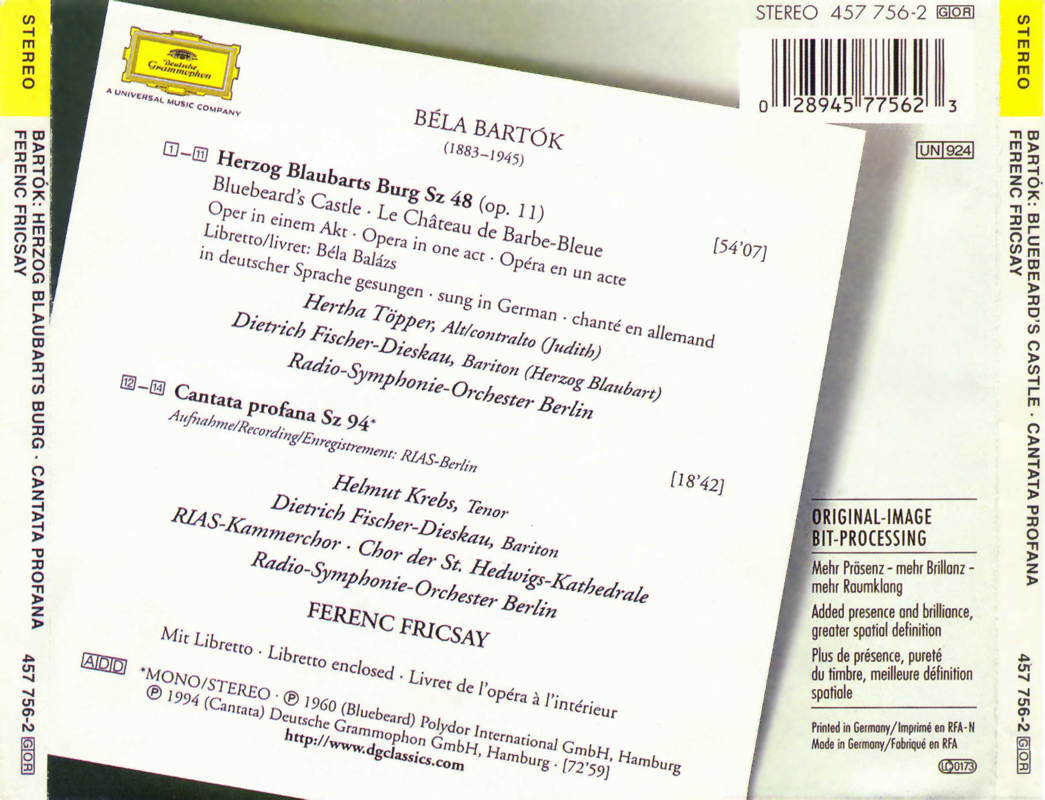 STEREO
BARTÓK: HERZOG BLAUBARTS BURG · CANTATA PROFANA
FERENC FRICSAY
457 756-2 GOR
Deutsche
Grammophon
A UNIVERSAL MUSIC COMPANY
STEREO 457 756-2 GOR
0 28945 77562 3
UN 924
BÉLA BARTÓK
(1883–1945)
1–11 Herzog Blaubarts Burg Sz 48 (op. 11)
Bluebeard's Castle · Le Château de Barbe-Bleue [54'07]
Oper in einem Akt · Opera in one act · Opéra en un acte
Libretto/livret: Béla Balázs
in deutscher Sprache gesungen · sung in German · chanté en allemand
Hertha Töpper, Alt/contralto (Judith)
Dietrich Fischer-Dieskau, Bariton (Herzog Blaubart)
Radio-Symphonie-Orchester Berlin
12–14 Cantata profana Sz 94* [18'42]
Aufnahme/Recording/Enregistrement: RIAS-Berlin
Helmut Krebs, Tenor
Dietrich Fischer-Dieskau, Bariton
RIAS-Kammerchor · Chor der St. Hedwigs-Kathedrale
Radio-Symphonie-Orchester Berlin
FERENC FRICSAY
Mit Libretto · Libretto enclosed · Livret de l'opéra à l'intérieur
ADD
*MONO/STEREO · ℗ 1960 (Bluebeard) Polydor International GmbH, Hamburg
℗ 1994 (Cantata) Deutsche Grammophon GmbH, Hamburg · [72'59]
http://www.dgclassics.com
ORIGINAL-IMAGE
BIT-PROCESSING
Mehr Präsenz – mehr Brillanz –
mehr Raumklang
Added presence and brilliance,
greater spatial definition
Plus de présence, pureté
du timbre, meilleure définition
spatiale
Printed in Germany/Imprimé en RFA-N
Made in Germany/Fabriqué en RFA
LC 0173
STEREO
BARTÓK: BLUEBEARD'S CASTLE · CANTATA PROFANA
FERENC FRICSAY
457 756-2 GOR